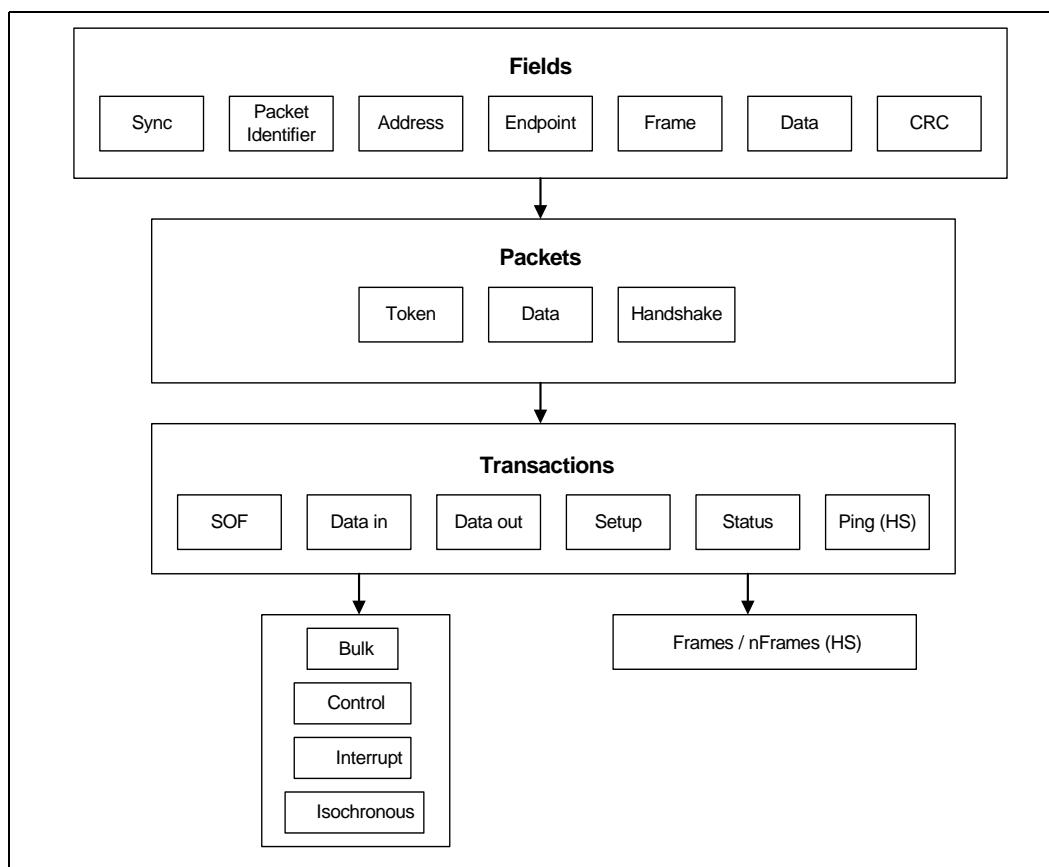 Fields
Sync
Packet
Identifier
Address
Endpoint
Frame
Data
CRC
Packets
Token
Data
Handshake
Transactions
SOF
Data in
Data out
Setup
Status
Ping (HS)
Bulk
Control
Interrupt
Isochronous
Frames / nFrames (HS)